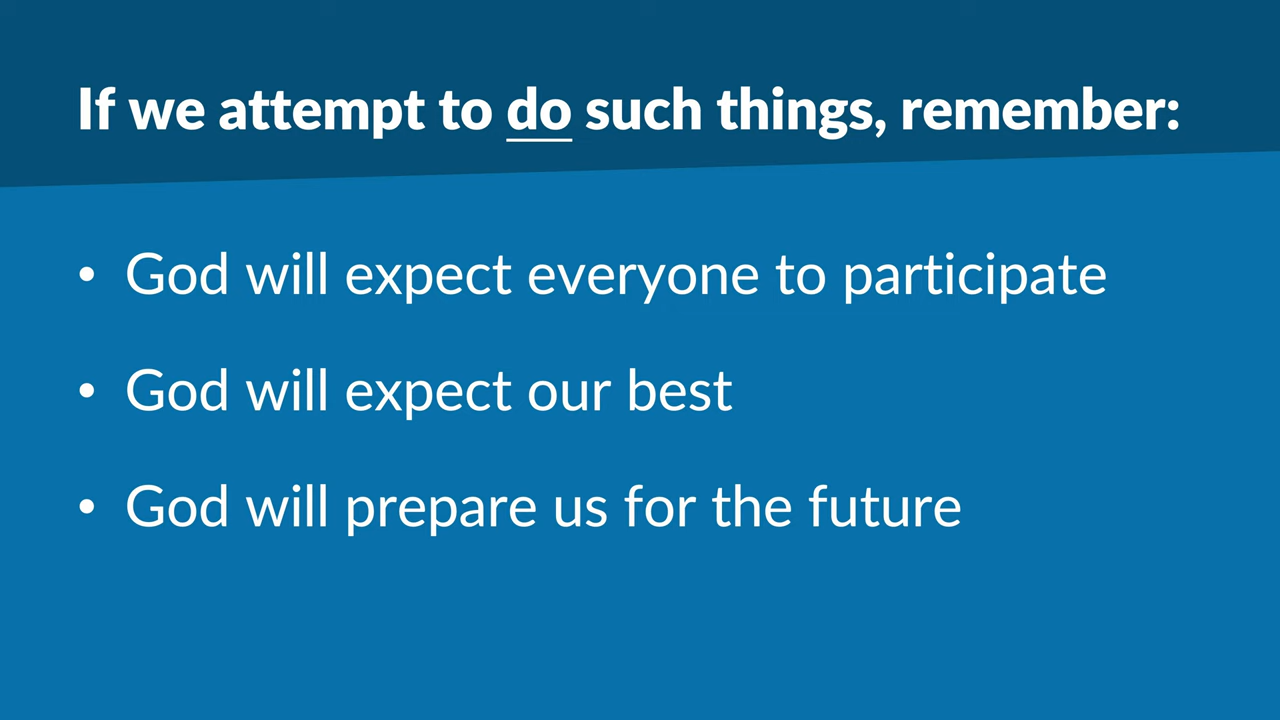 If we attempt to do such things, remember:
• God will expect everyone to participate
• God will expect our best
• God will prepare us for the future